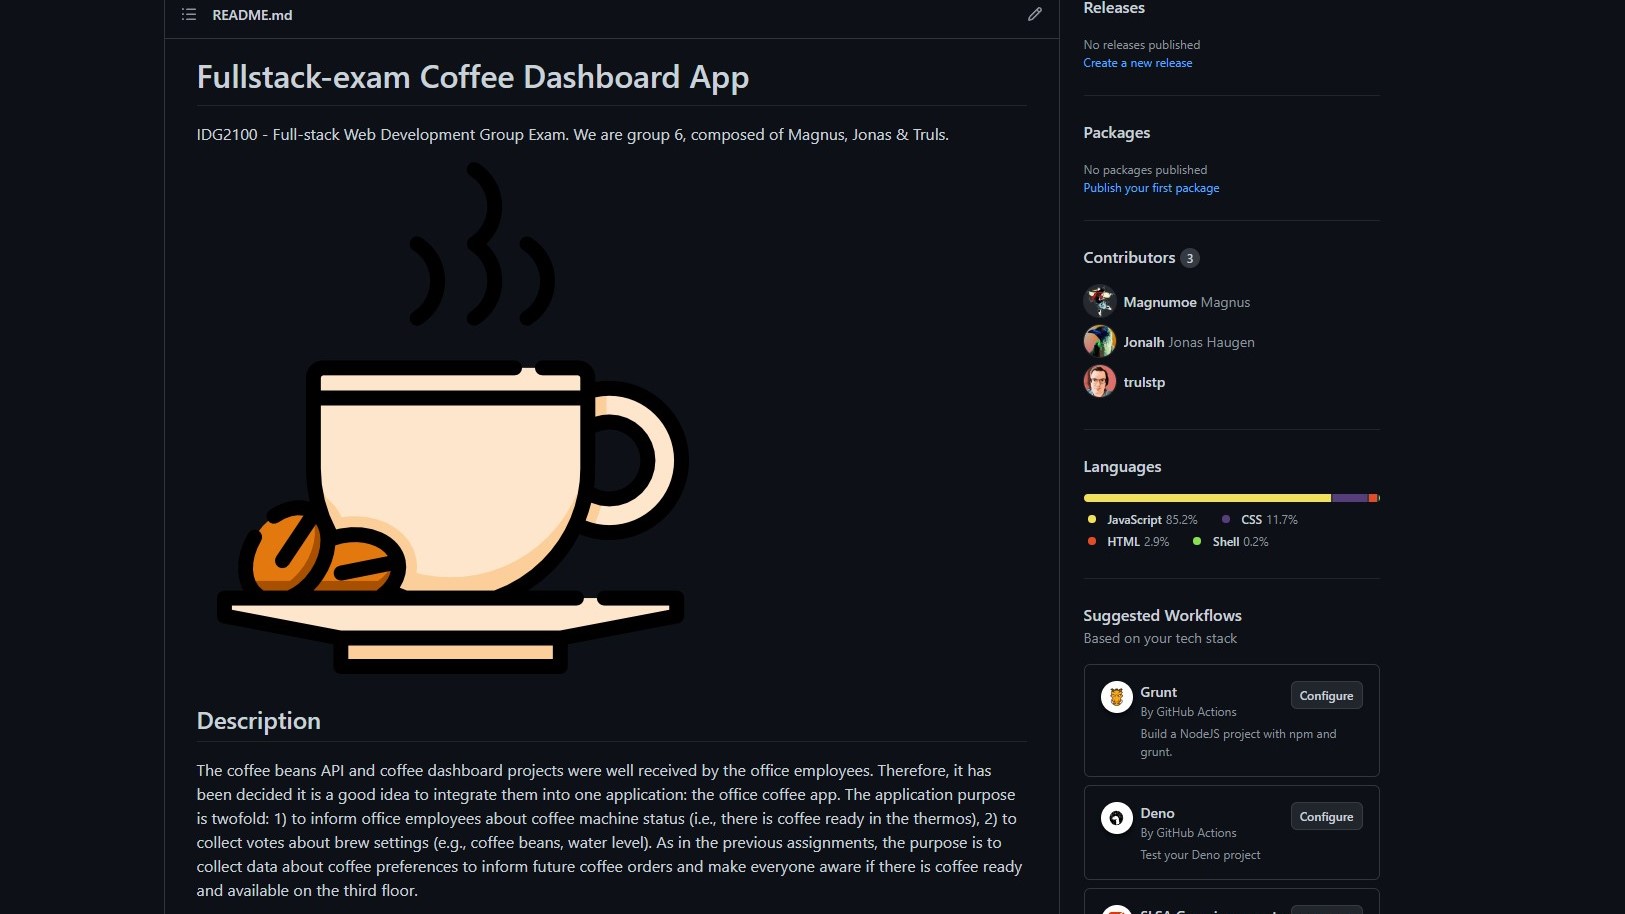 README.md
Fullstack-exam Coffee Dashboard App
IDG2100 - Full-stack Web Development Group Exam. We are group 6, composed of Magnus, Jonas & Truls.
Description
The coffee beans API and coffee dashboard projects were well received by the office employees. Therefore, it has
been decided it is a good idea to integrate them into one application: the office coffee app. The application purpose
is twofold: 1) to inform office employees about coffee machine status (i.e., there is coffee ready in the thermos), 2) to
collect votes about brew settings (e.g., coffee beans, water level). As in the previous assignments, the purpose is to
collect data about coffee preferences to inform future coffee orders and make everyone aware if there is coffee ready
and available on the third floor.
Releases
No releases published
Create a new release
Packages
No packages published
Publish your first package
Contributors 3
Magnumoe Magnus
Jonalh Jonas Haugen
trulstp
Languages
JavaScript 85.2% CSS 11.7%
HTML 2.9% Shell 0.2%
Suggested Workflows
Based on your tech stack
Grunt Configure
By GitHub Actions
Build a NodeJS project with npm and
grunt.
Deno Configure
By GitHub Actions
Test your Deno project